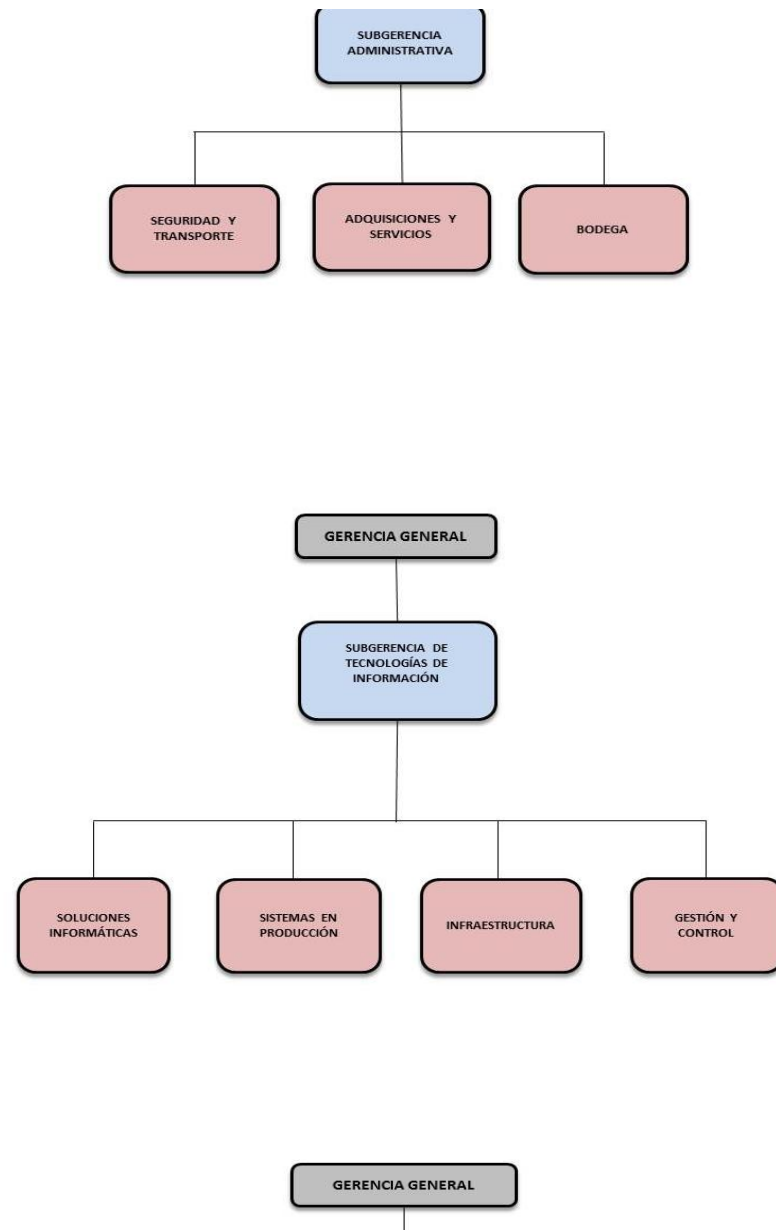 SUBGERENCIA
ADMINISTRATIVA
SEGURIDAD Y
TRANSPORTE
ADQUISICIONES Y
SERVICIOS
BODEGA
GERENCIA GENERAL
SUBGERENCIA DE
TECNOLOGÍAS DE
INFORMACIÓN
SOLUCIONES
INFORMÁTICAS
SISTEMAS EN
PRODUCCIÓN
INFRAESTRUCTURA
GESTIÓN Y
CONTROL
GERENCIA GENERAL